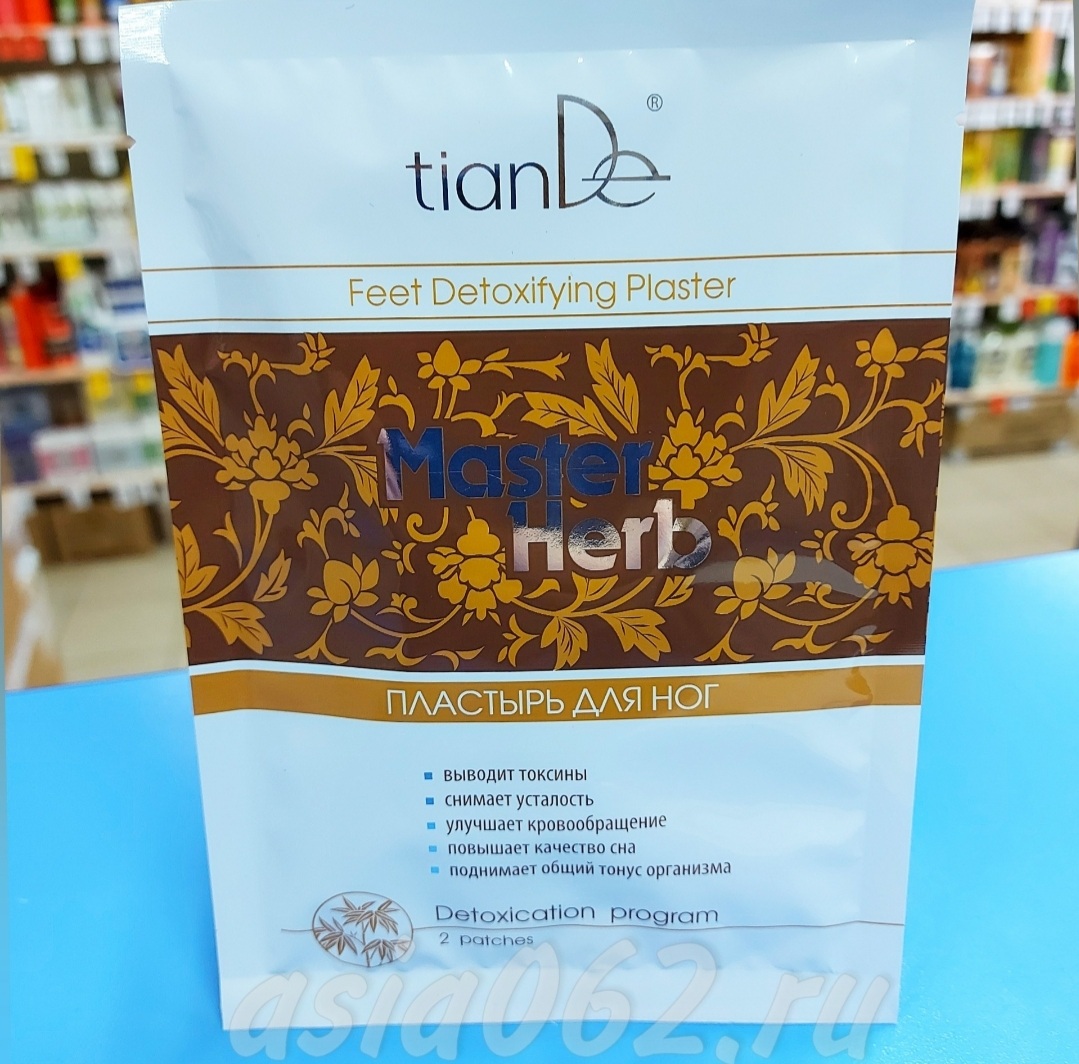 tianDe®
Feet Detoxifying Plaster
Master
Herb
ПЛАСТЫРЬ ДЛЯ НОГ
выводит токсины
снимает усталость
улучшает кровообращение
повышает качество сна
поднимает общий тонус организма
Detoxication program
2 patches
asia062.ru